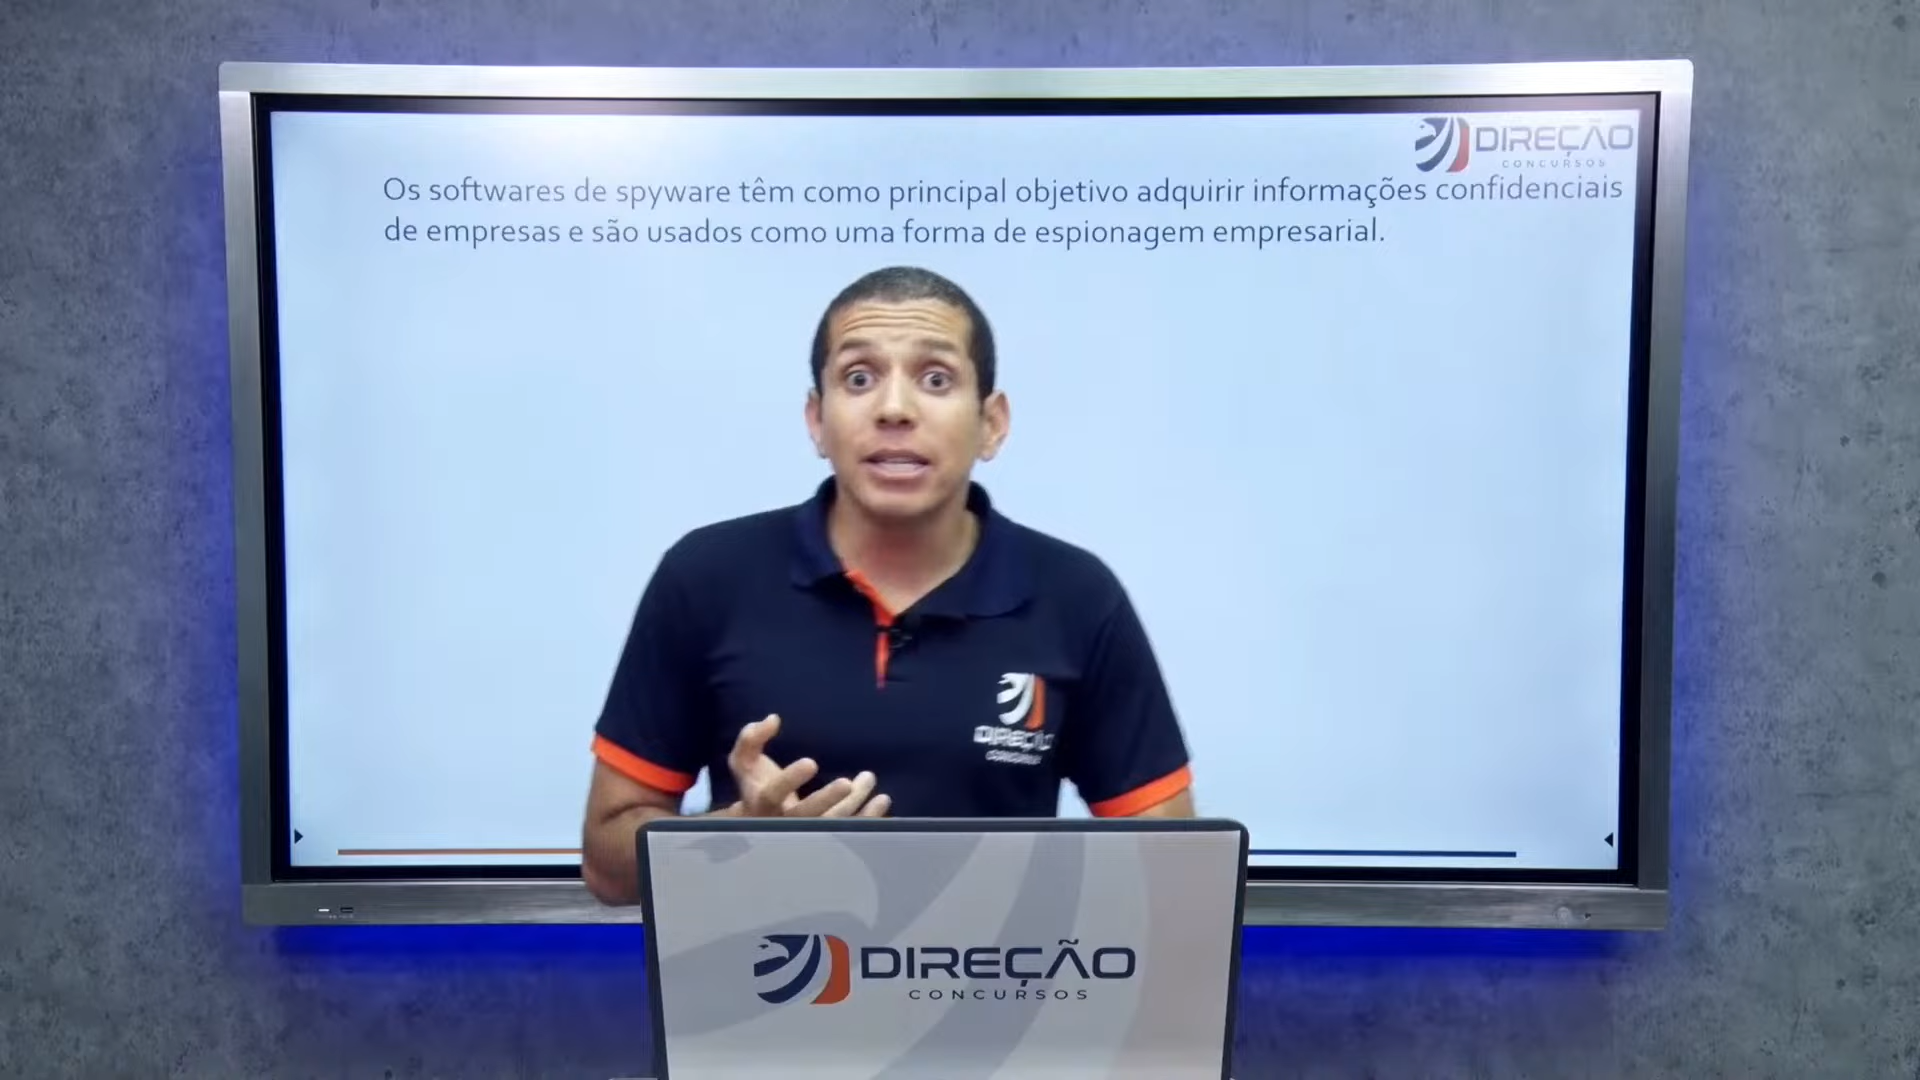 DIREÇÃO
CONCURSOS
Os softwares de spyware têm como principal objetivo adquirir informações confidenciais
de empresas e são usados como uma forma de espionagem empresarial.
DIREÇÃO
CONCURSOS
DIREÇÃO
CONCURSOS